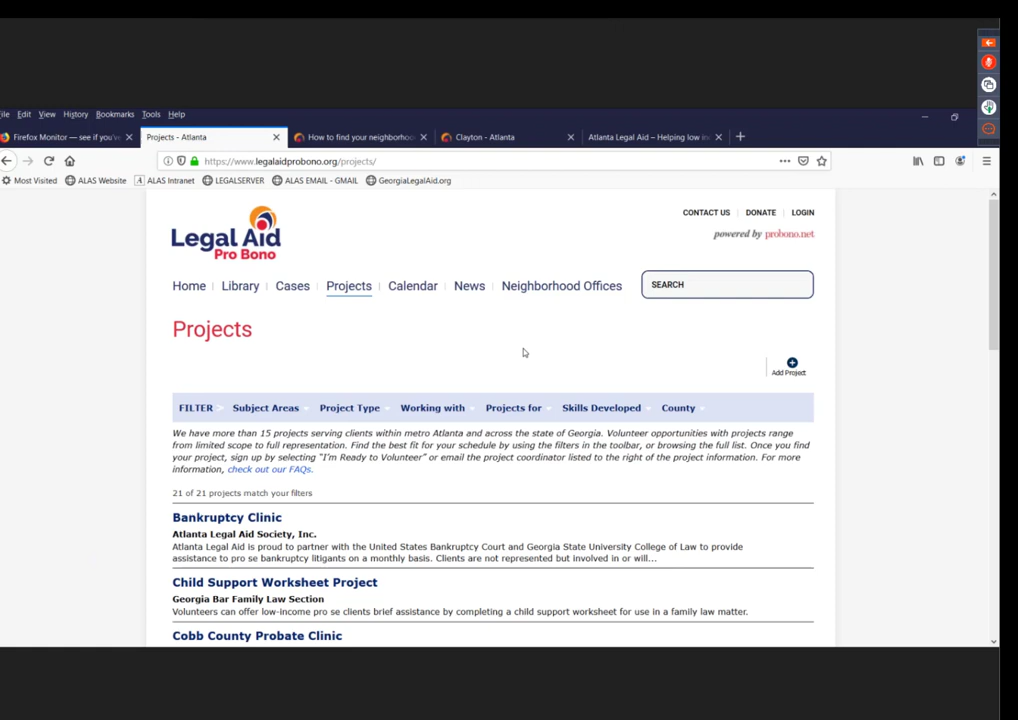 File Edit View History Bookmarks Tools Help
Firefox Monitor — see if you've
Projects - Atlanta
How to find your neighborhoo
Clayton - Atlanta
Atlanta Legal Aid – Helping low in
https://www.legalaidprobono.org/projects/
Most Visited ALAS Website ALAS Intranet LEGALSERVER ALAS EMAIL - GMAIL GeorgiaLegalAid.org
Legal Aid
Pro Bono
CONTACT US DONATE LOGIN
powered by probono.net
Home Library Cases Projects Calendar News Neighborhood Offices SEARCH
Projects
Add Project
FILTER Subject Areas Project Type Working with Projects for Skills Developed County
We have more than 15 projects serving clients within metro Atlanta and across the state of Georgia. Volunteer opportunities with projects range
from limited scope to full representation. Find the best fit for your schedule by using the filters in the toolbar, or browsing the full list. Once you find
your project, sign up by selecting "I'm Ready to Volunteer" or email the project coordinator listed to the right of the project information. For more
information, check out our FAQs.
21 of 21 projects match your filters
Bankruptcy Clinic
Atlanta Legal Aid Society, Inc.
Atlanta Legal Aid is proud to partner with the United States Bankruptcy Court and Georgia State University College of Law to provide
assistance to pro se bankruptcy litigants on a monthly basis. Clients are not represented but involved in or will...
Child Support Worksheet Project
Georgia Bar Family Law Section
Volunteers can offer low-income pro se clients brief assistance by completing a child support worksheet for use in a family law matter.
Cobb County Probate Clinic